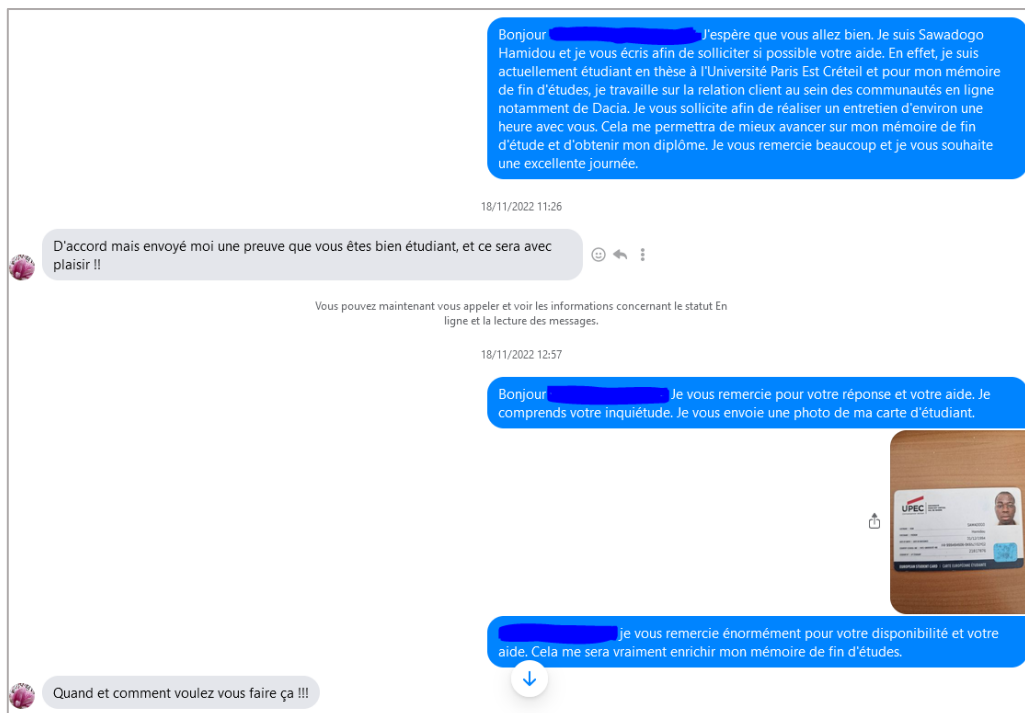 Bonjour J'espère que vous allez bien. Je suis Sawadogo
Hamidou et je vous écris afin de solliciter si possible votre aide. En effet, je suis
actuellement étudiant en thèse à l'Université Paris Est Créteil et pour mon mémoire
de fin d'études, je travaille sur la relation client au sein des communautés en ligne
notamment de Dacia. Je vous sollicite afin de réaliser un entretien d'environ une
heure avec vous. Cela me permettra de mieux avancer sur mon mémoire de fin
d'étude et d'obtenir mon diplôme. Je vous remercie beaucoup et je vous souhaite
une excellente journée.
18/11/2022 11:26
D'accord mais envoyé moi une preuve que vous êtes bien étudiant, et ce sera avec
plaisir !!
Vous pouvez maintenant vous appeler et voir les informations concernant le statut En
ligne et la lecture des messages.
18/11/2022 12:57
Bonjour Je vous remercie pour votre réponse et votre aide. Je
comprends votre inquiétude. Je vous envoie une photo de ma carte d'étudiant.
UPEC
je vous remercie énormément pour votre disponibilité et votre
aide. Cela me sera vraiment enrichir mon mémoire de fin d'études.
Quand et comment voulez vous faire ça !!!